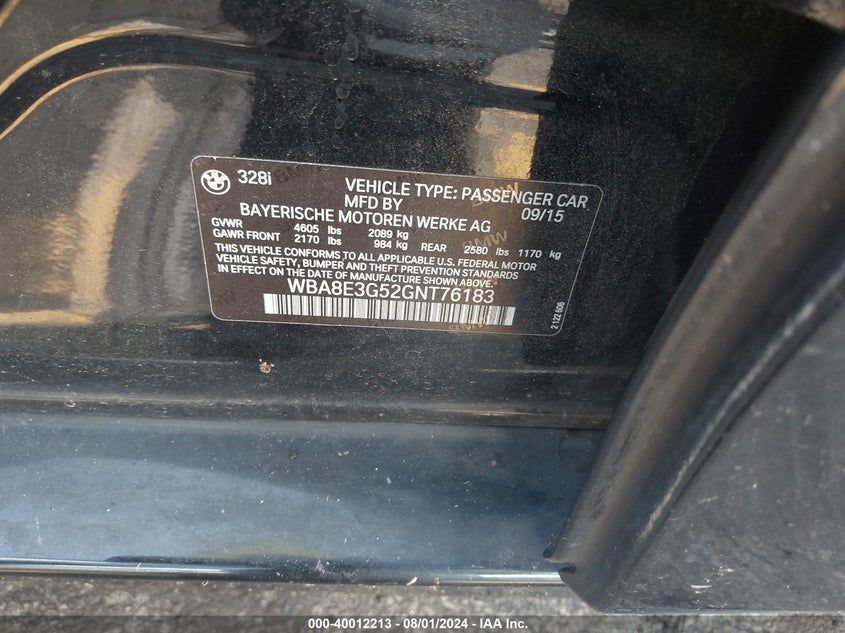 328i
VEHICLE TYPE: PASSENGER CAR
MFD BY 09/15
BAYERISCHE MOTOREN WERKE AG
GVWR 4605 lbs 2089 kg
GAWR FRONT 2170 lbs 984 kg REAR 2580 lbs 1170 kg
THIS VEHICLE CONFORMS TO ALL APPLICABLE U.S. FEDERAL MOTOR
VEHICLE SAFETY, BUMPER AND THEFT PREVENTION STANDARDS
IN EFFECT ON THE DATE OF MANUFACTURE SHOWN ABOVE.
WBA8E3G52GNT76183
2 122 606
000-40012213 - 08/01/2024 - IAA Inc.